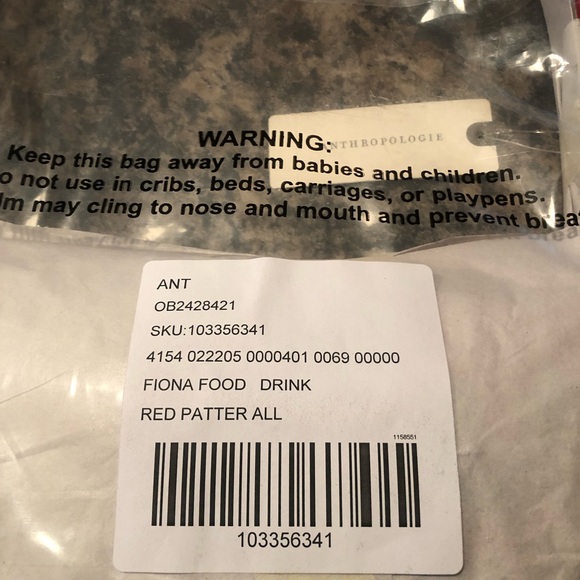 ANTHROPOLOGIE
WARNING:
Keep this bag away from babies and children.
o not use in cribs, beds, carriages, or playpens.
lm may cling to nose and mouth and prevent brea
ANT
OB2428421
SKU:103356341
4154 022205 0000401 0069 00000
FIONA FOOD DRINK
RED PATTER ALL
1158551
103356341